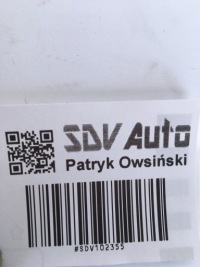 SDV Auto
Patryk Owsiński
#SDV102355